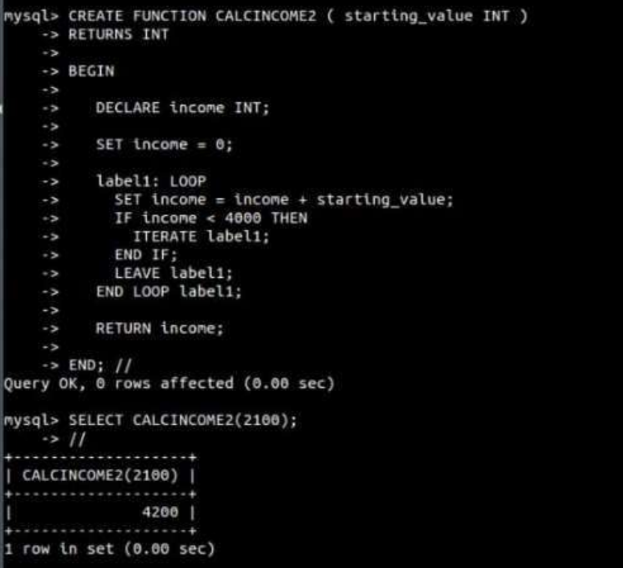 mysql> CREATE FUNCTION CALCINCOME2 ( starting_value INT )
    -> RETURNS INT
    ->
    -> BEGIN
    ->
    ->    DECLARE income INT;
    ->
    ->    SET income = 0;
    ->
    ->    label1: LOOP
    ->      SET income = income + starting_value;
    ->      IF income < 4000 THEN
    ->        ITERATE label1;
    ->      END IF;
    ->      LEAVE label1;
    ->    END LOOP label1;
    ->
    ->    RETURN income;
    ->
    -> END; //
Query OK, 0 rows affected (0.00 sec)

mysql> SELECT CALCINCOME2(2100);
    -> //
+-------------------+
| CALCINCOME2(2100) |
+-------------------+
|              4200 |
+-------------------+
1 row in set (0.00 sec)